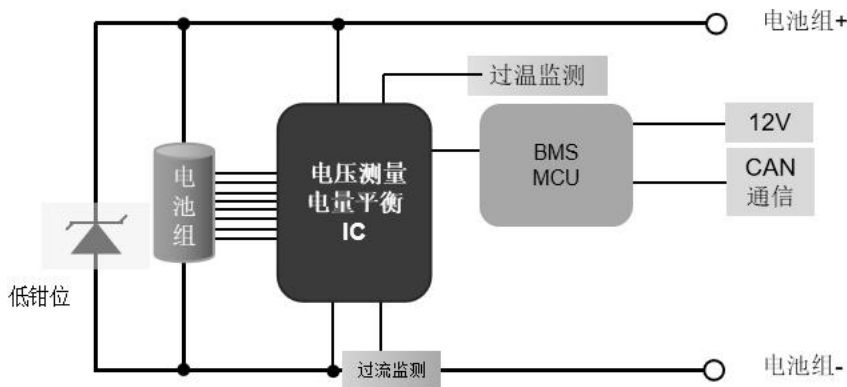 电池组+
过温监测
12V
BMS
MCU
CAN
通信
电压测量
电量平衡
IC
电
池
组
低钳位
过流监测
电池组-